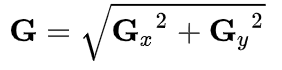 𝐆 = √(𝐆ₓ² + 𝐆ᵧ²)